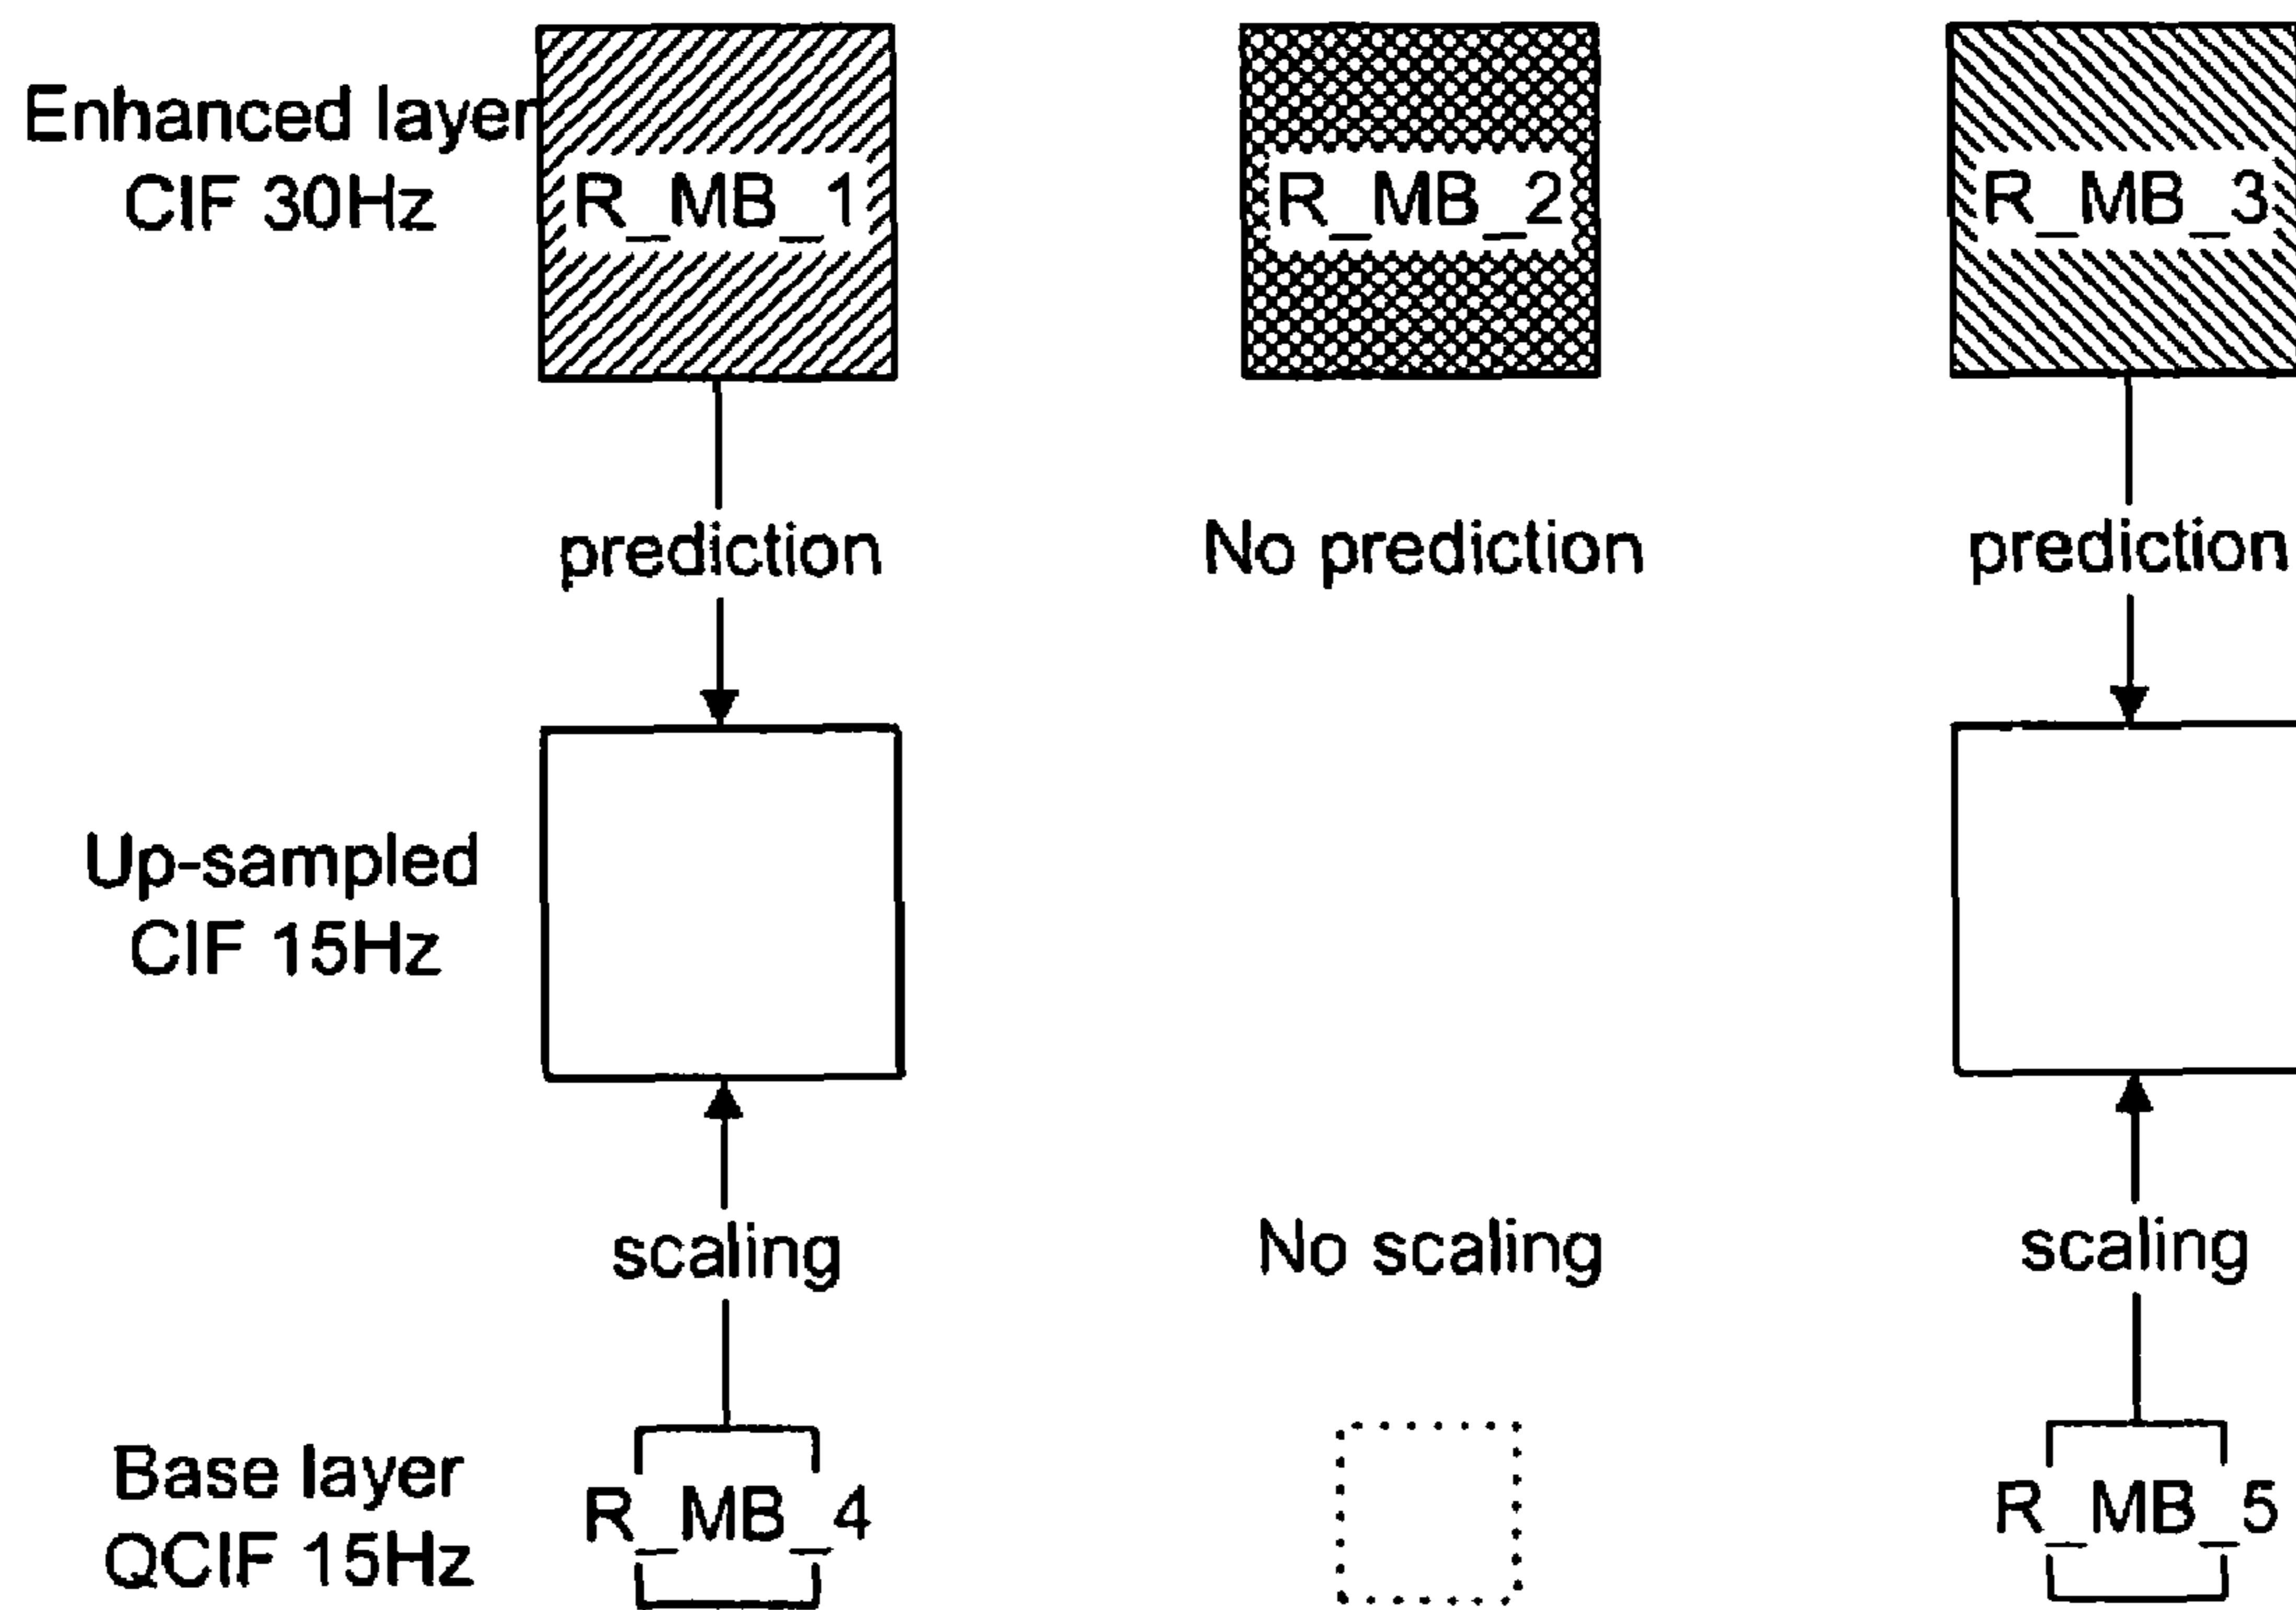 Enhanced layer
CIF 30Hz
R_MB_1
R_MB_2
R_MB_3
prediction
No prediction
prediction
Up-sampled
CIF 15Hz
scaling
No scaling
scaling
Base layer
QCIF 15Hz
R_MB_4
R_MB_5